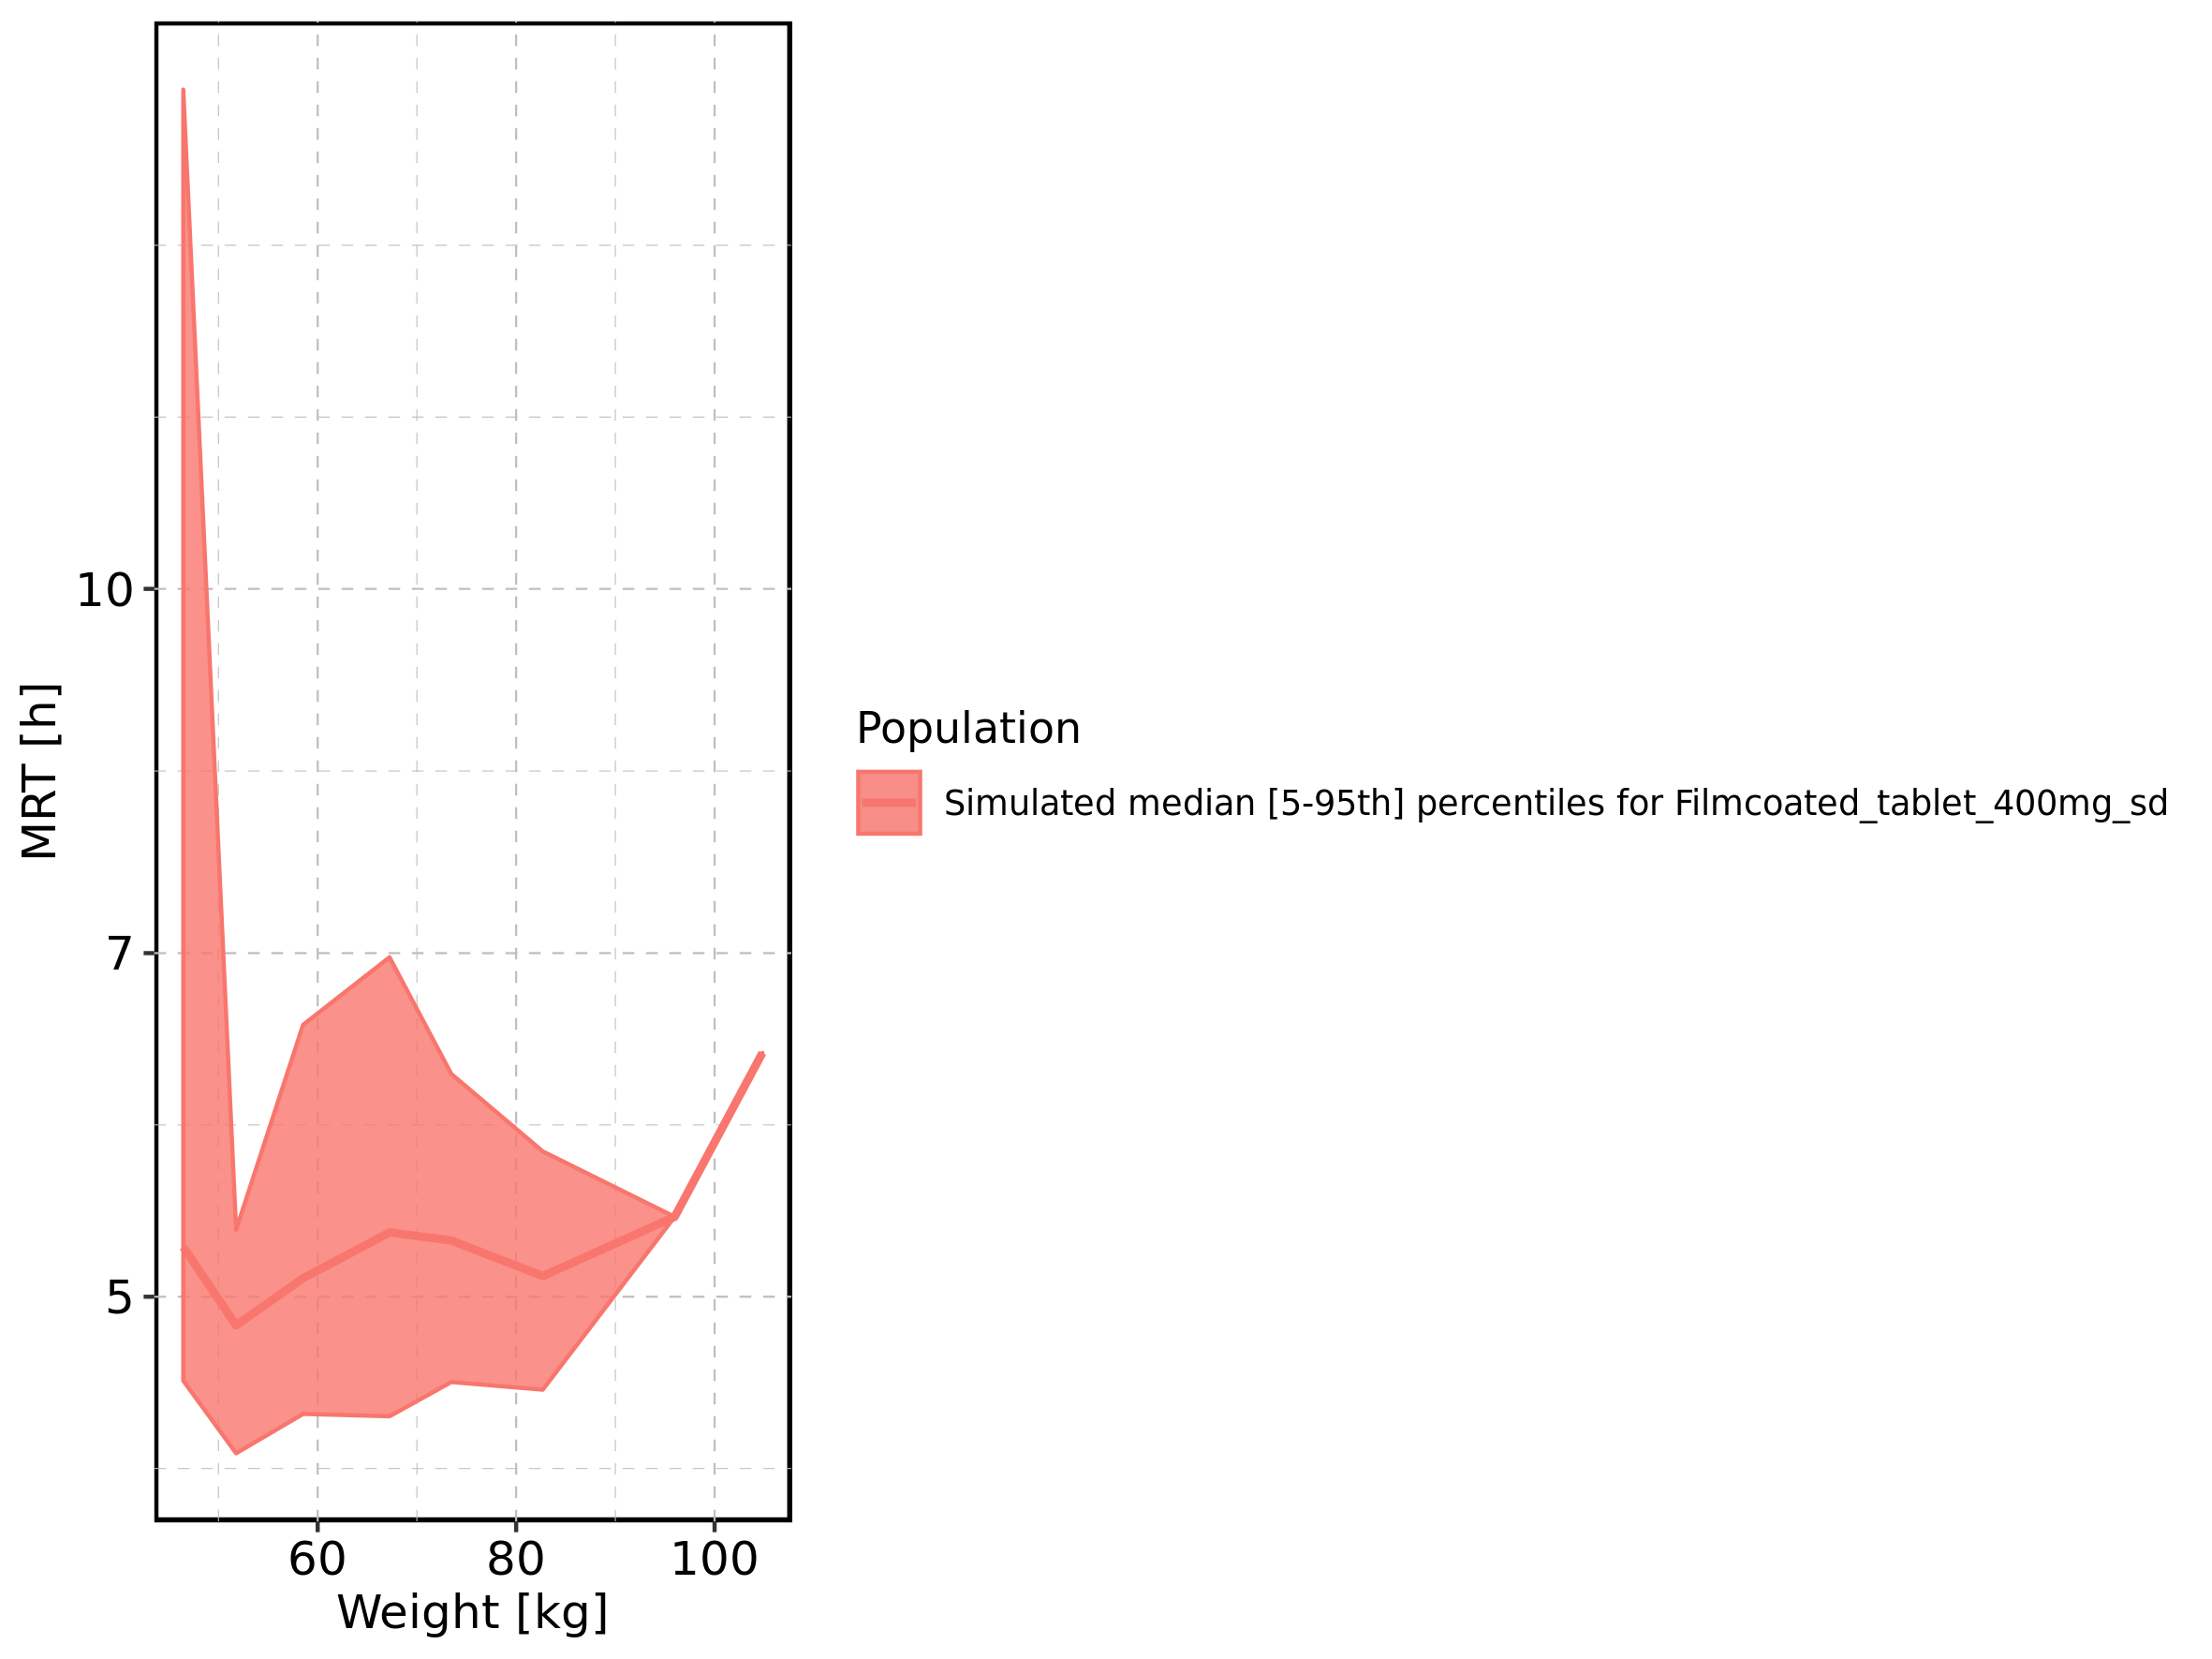 10
7
5
MRT [h]
60 80 100
Weight [kg]
Population
Simulated median [5-95th] percentiles for Filmcoated_tablet_400mg_sd